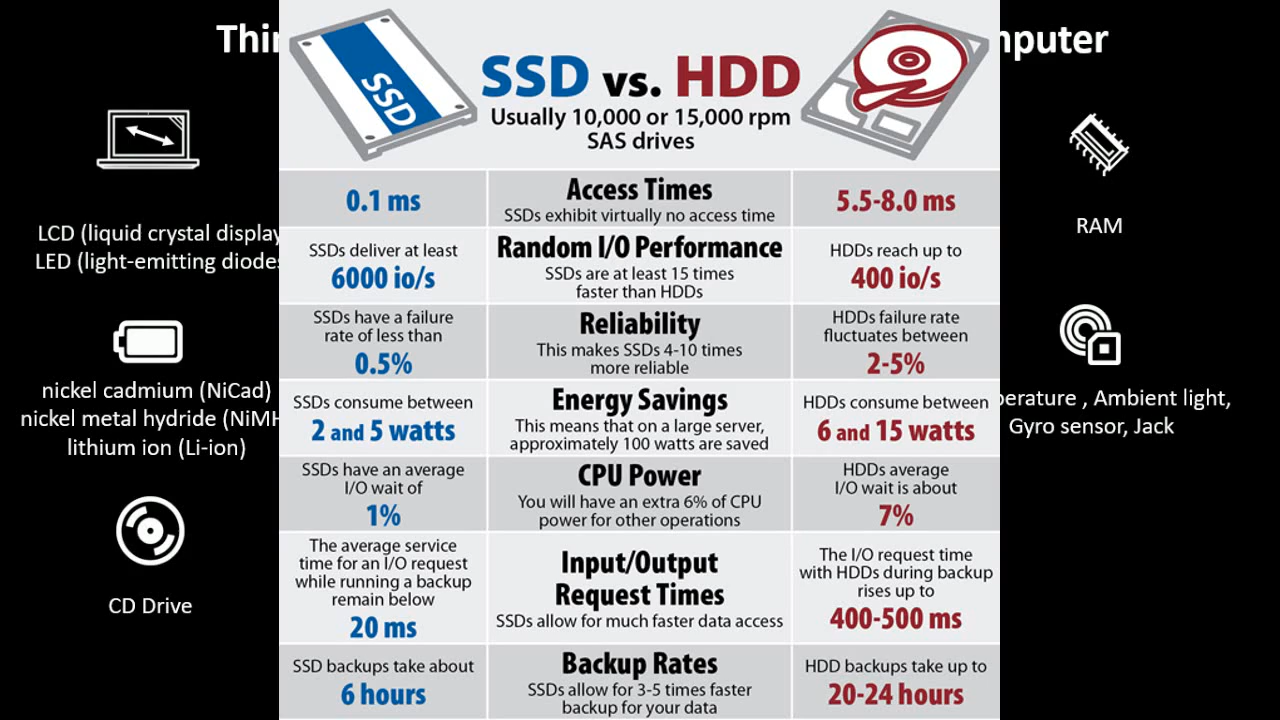 Thin
mputer
SSD
SSD vs. HDD
Usually 10,000 or 15,000 rpm
SAS drives
LCD (liquid crystal display
LED (light-emitting diodes
nickel cadmium (NiCad)
nickel metal hydride (NiMH
lithium ion (Li-ion)
CD Drive
0.1 ms
Access Times
SSDs exhibit virtually no access time
5.5-8.0 ms
SSDs deliver at least
6000 io/s
Random I/O Performance
SSDs are at least 15 times
faster than HDDs
HDDs reach up to
400 io/s
SSDs have a failure
rate of less than
0.5%
Reliability
This makes SSDs 4-10 times
more reliable
HDDs failure rate
fluctuates between
2-5%
SSDs consume between
2 and 5 watts
Energy Savings
This means that on a large server,
approximately 100 watts are saved
HDDs consume between
6 and 15 watts
SSDs have an average
I/O wait of
1%
CPU Power
You will have an extra 6% of CPU
power for other operations
HDDs average
I/O wait is about
7%
The average service
time for an I/O request
while running a backup
remain below
20 ms
Input/Output
Request Times
SSDs allow for much faster data access
The I/O request time
with HDDs during backup
rises up to
400-500 ms
SSD backups take about
6 hours
Backup Rates
SSDs allow for 3-5 times faster
backup for your data
HDD backups take up to
20-24 hours
RAM
perature , Ambient light,
Gyro sensor, Jack